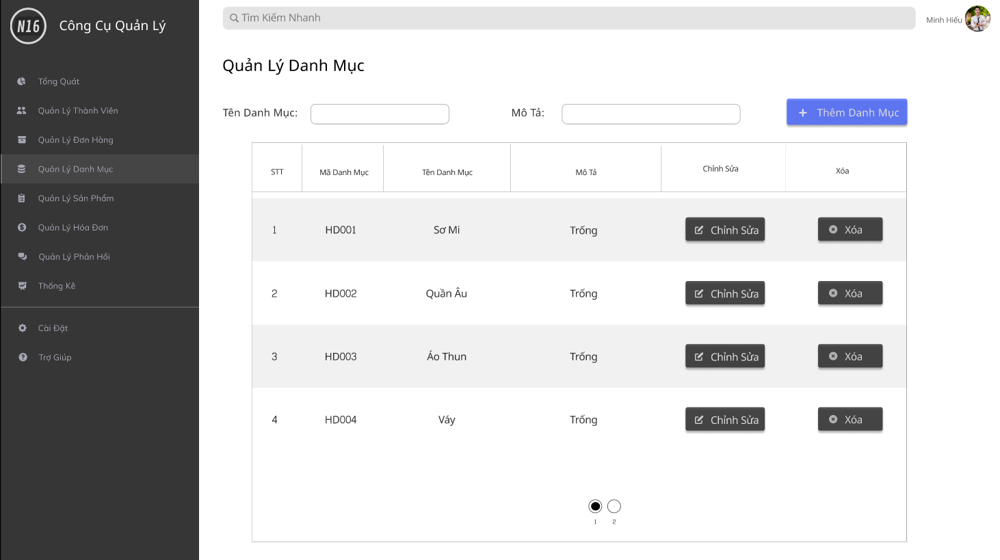 N16
Công Cụ Quản Lý
Tìm Kiếm Nhanh
Minh Hiếu
Tổng Quát
Quản Lý Thành Viên
Quản Lý Đơn Hàng
Quản Lý Danh Mục
Quản Lý Sản Phẩm
Quản Lý Hóa Đơn
Quản Lý Phản Hồi
Thống Kê
Cài Đặt
Trợ Giúp
Quản Lý Danh Mục
Tên Danh Mục: Mô Tả: + Thêm Danh Mục
STT Mã Danh Mục Tên Danh Mục Mô Tả Chỉnh Sửa Xóa
1 HD001 Sơ Mi Trống Chỉnh Sửa Xóa
2 HD002 Quần Âu Trống Chỉnh Sửa Xóa
3 HD003 Áo Thun Trống Chỉnh Sửa Xóa
4 HD004 Váy Trống Chỉnh Sửa Xóa
1 2